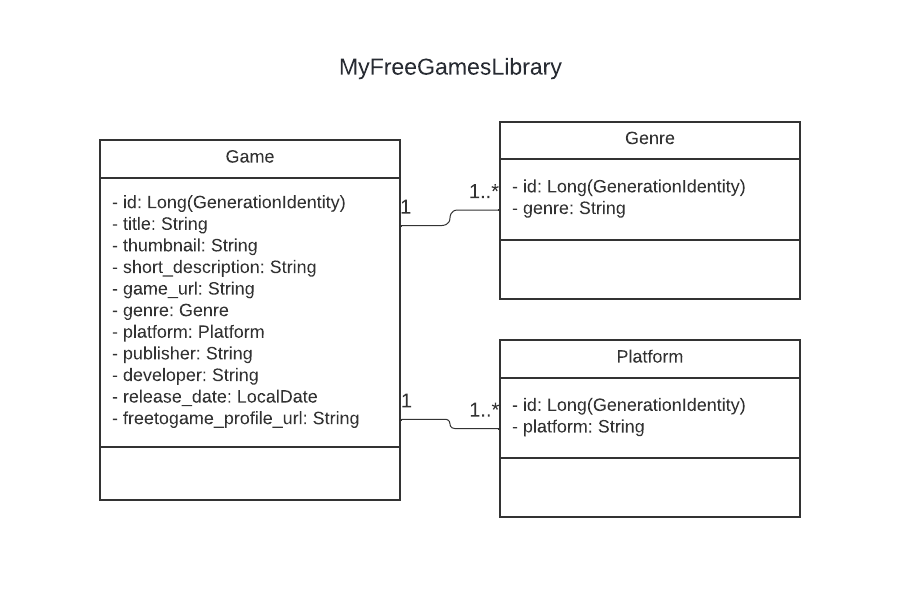 MyFreeGamesLibrary
Game
- id: Long(GenerationIdentity)
- title: String
- thumbnail: String
- short_description: String
- game_url: String
- genre: Genre
- platform: Platform
- publisher: String
- developer: String
- release_date: LocalDate
- freetogame_profile_url: String
1
1..*
1
1..*
Genre
- id: Long(GenerationIdentity)
- genre: String
Platform
- id: Long(GenerationIdentity)
- platform: String